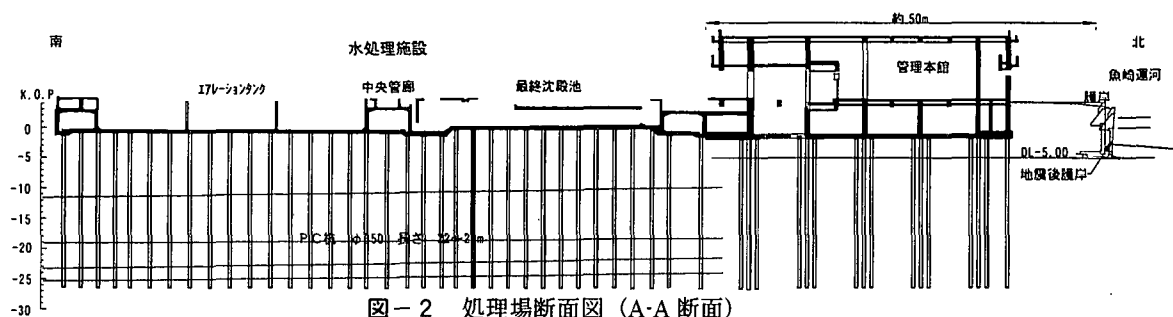 約 50m
南
水処理施設
北
管理本館
魚崎運河
K.O.P
エアレーションタンク
中央管廊
最終沈殿池
護岸
0
-5
DL-5.00
地震後護岸
-10
-15
-20
-25
-30
図－2 処理場断面図 (A-A 断面)